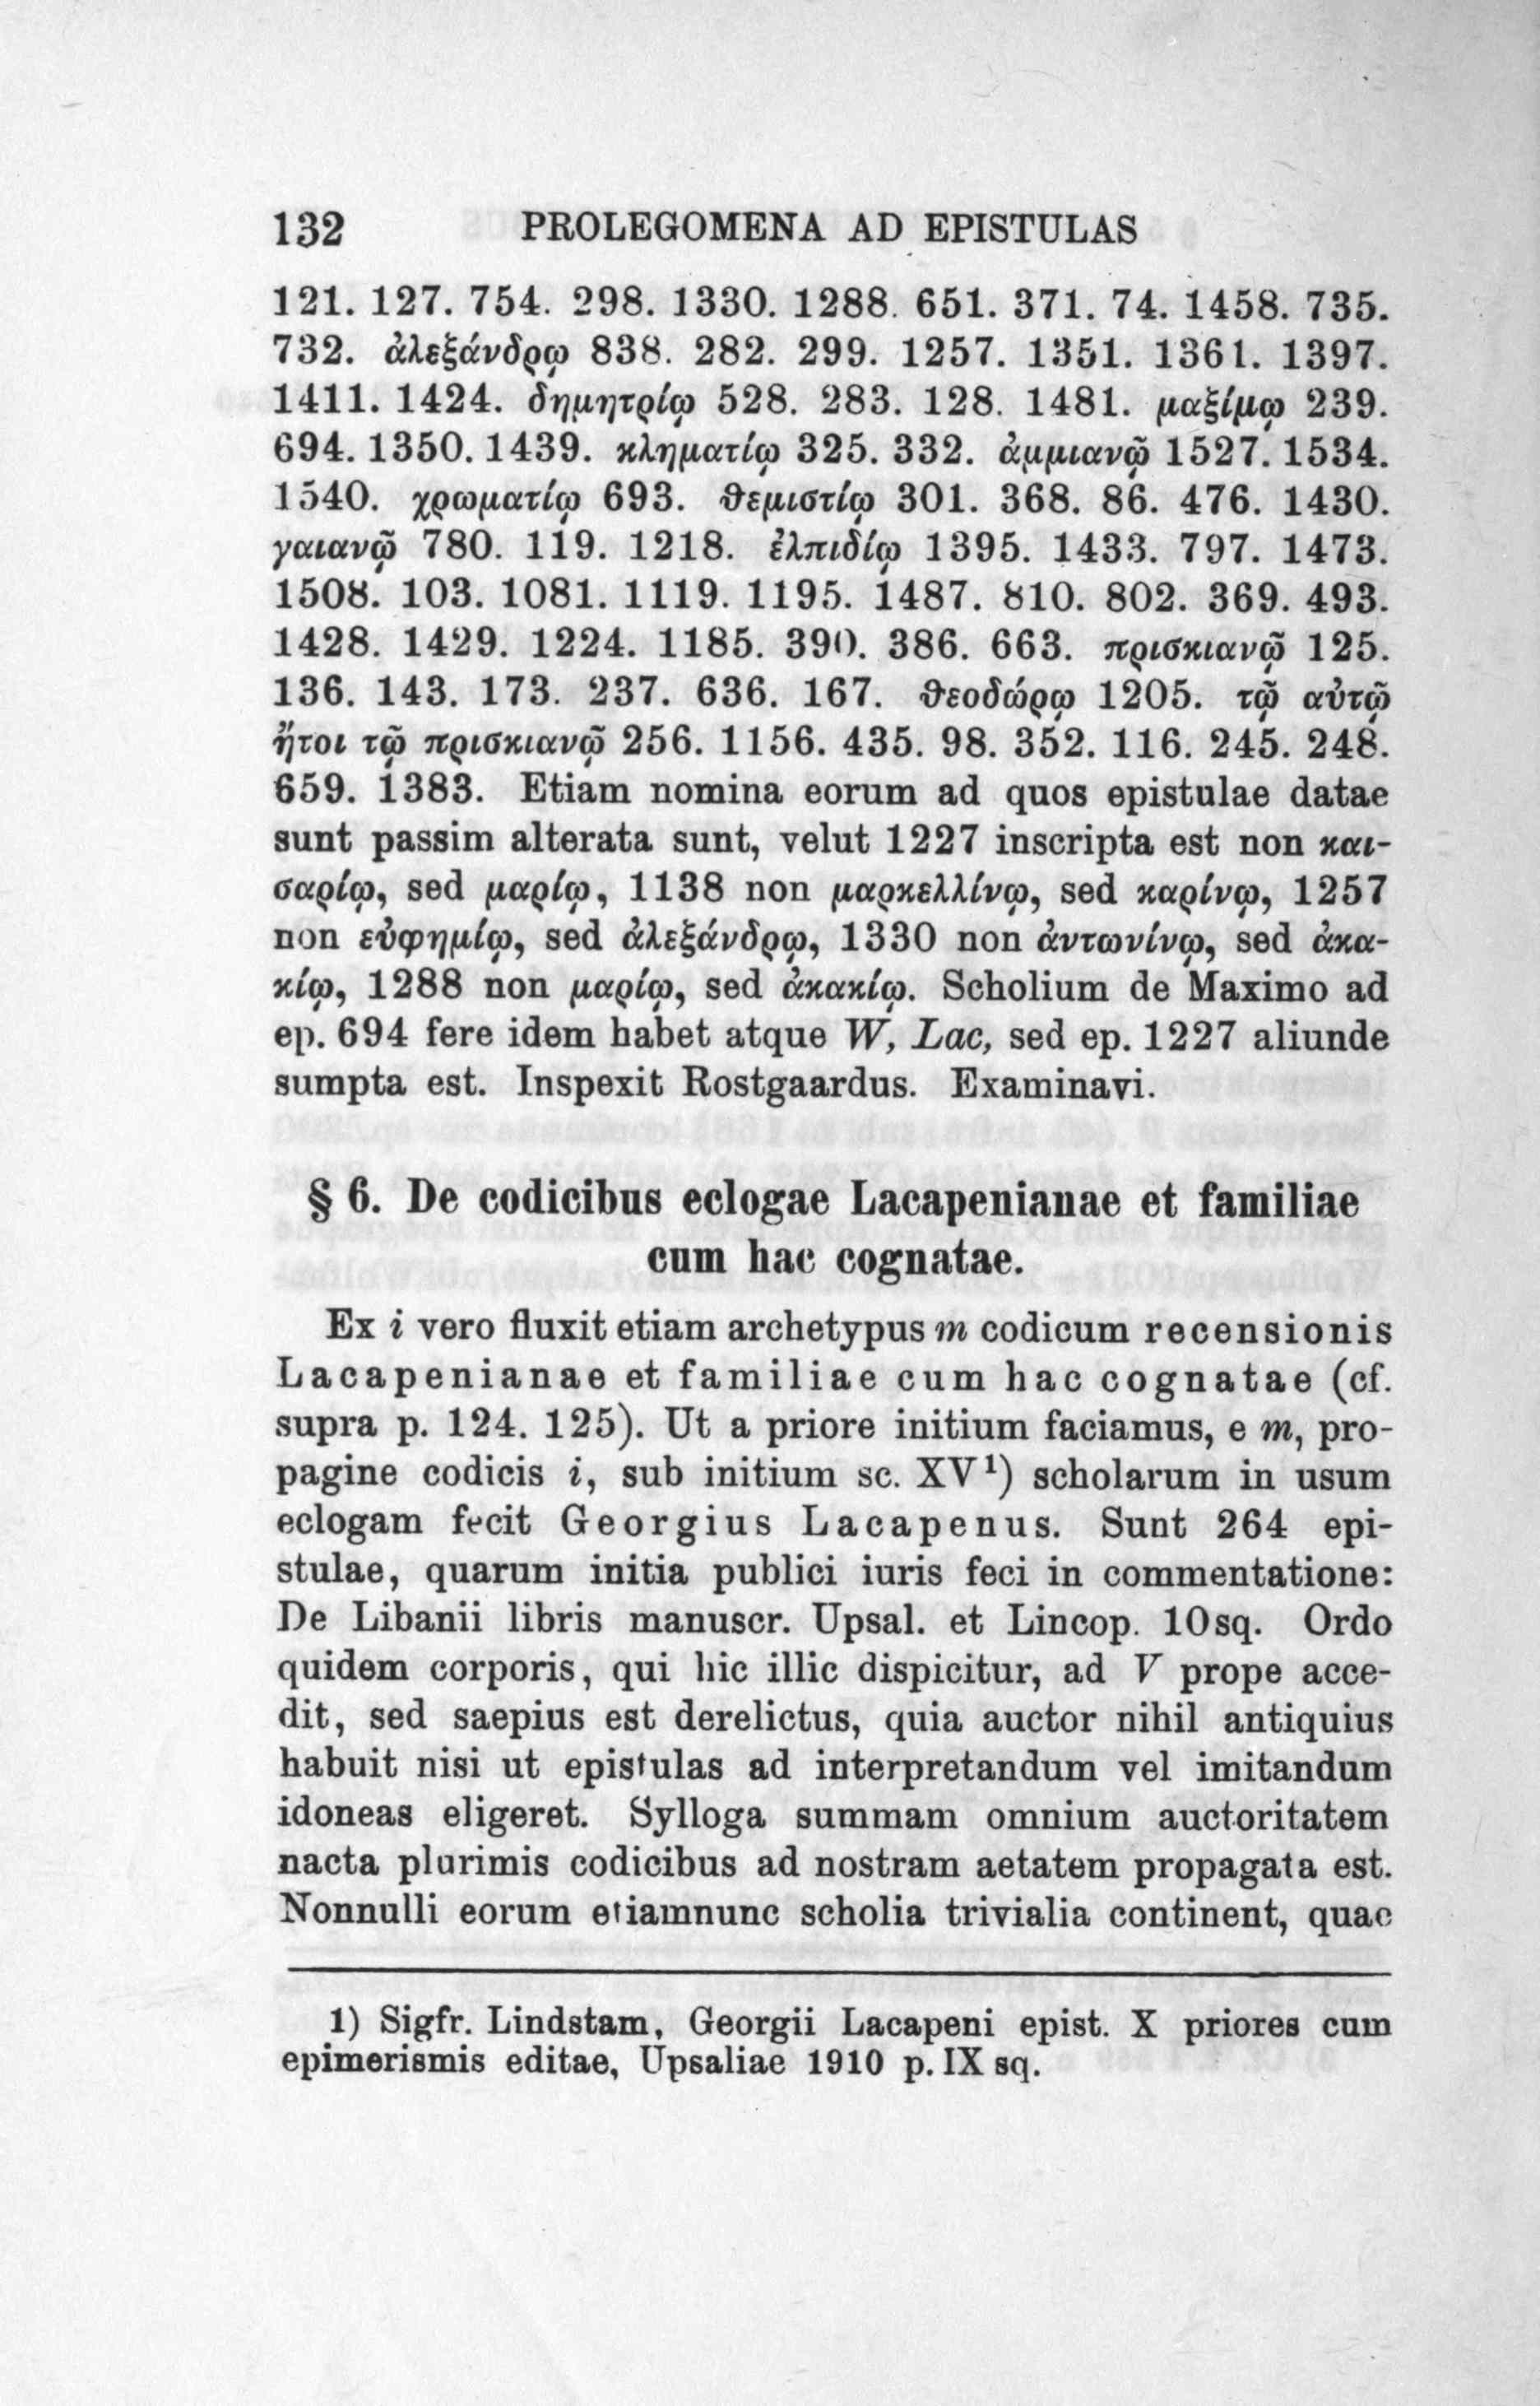 132 PROLEGOMENA AD EPISTULAS
121. 127. 754. 298. 1330. 1288. 651. 371. 74. 1458. 735.
732. ἀλεξάνδρῳ 838. 282. 299. 1257. 1351. 1361. 1397.
1411. 1424. δημητρίῳ 528. 283. 128. 1481. μαξίμῳ 239.
694. 1350. 1439. κληματίῳ 325. 332. ἀμμιανῷ 1527. 1534.
1540. χρωματίῳ 693. ϑεμιστίῳ 301. 368. 86. 476. 1430.
γαιανῷ 780. 119. 1218. ἐλπιδίῳ 1395. 1433. 797. 1473.
1508. 103. 1081. 1119. 1195. 1487. 810. 802. 369. 493.
1428. 1429. 1224. 1185. 390. 386. 663. πρισκιανῷ 125.
136. 143. 173. 237. 636. 167. ϑεοδώρῳ 1205. τῷ αὐτῷ
ἤτοι τῷ πρισκιανῷ 256. 1156. 435. 98. 352. 116. 245. 248.
659. 1383. Etiam nomina eorum ad quos epistulae datae
sunt passim alterata sunt, velut 1227 inscripta est non και-
σαρίῳ, sed μαρίῳ, 1138 non μαρκελλίνῳ, sed καρίνῳ, 1257
non εὐφημίῳ, sed ἀλεξάνδρῳ, 1330 non ἀντωνίνῳ, sed ἀκα-
κίῳ, 1288 non μαρίῳ, sed ἀκακίῳ. Scholium de Maximo ad
ep. 694 fere idem habet atque W, Lac, sed ep. 1227 aliunde
sumpta est. Inspexit Rostgaardus. Examinavi.
§ 6. De codicibus eclogae Lacapenianae et familiae
cum hac cognatae.
Ex i vero fluxit etiam archetypus m codicum recensionis
Lacapenianae et familiae cum hac cognatae (cf.
supra p. 124. 125). Ut a priore initium faciamus, e m, pro-
pagine codicis i, sub initium sc. XV¹) scholarum in usum
eclogam fecit Georgius Lacapenus. Sunt 264 epi-
stulae, quarum initia publici iuris feci in commentatione:
De Libanii libris manuscr. Upsal. et Lincop. 10sq. Ordo
quidem corporis, qui hic illic dispicitur, ad V prope acce-
dit, sed saepius est derelictus, quia auctor nihil antiquius
habuit nisi ut epistulas ad interpretandum vel imitandum
idoneas eligeret. Sylloga summam omnium auctoritatem
nacta plurimis codicibus ad nostram aetatem propagata est.
Nonnulli eorum etiamnunc scholia trivialia continent, quae
1) Sigfr. Lindstam, Georgii Lacapeni epist. X priores cum
epimerismis editae, Upsaliae 1910 p. IX sq.